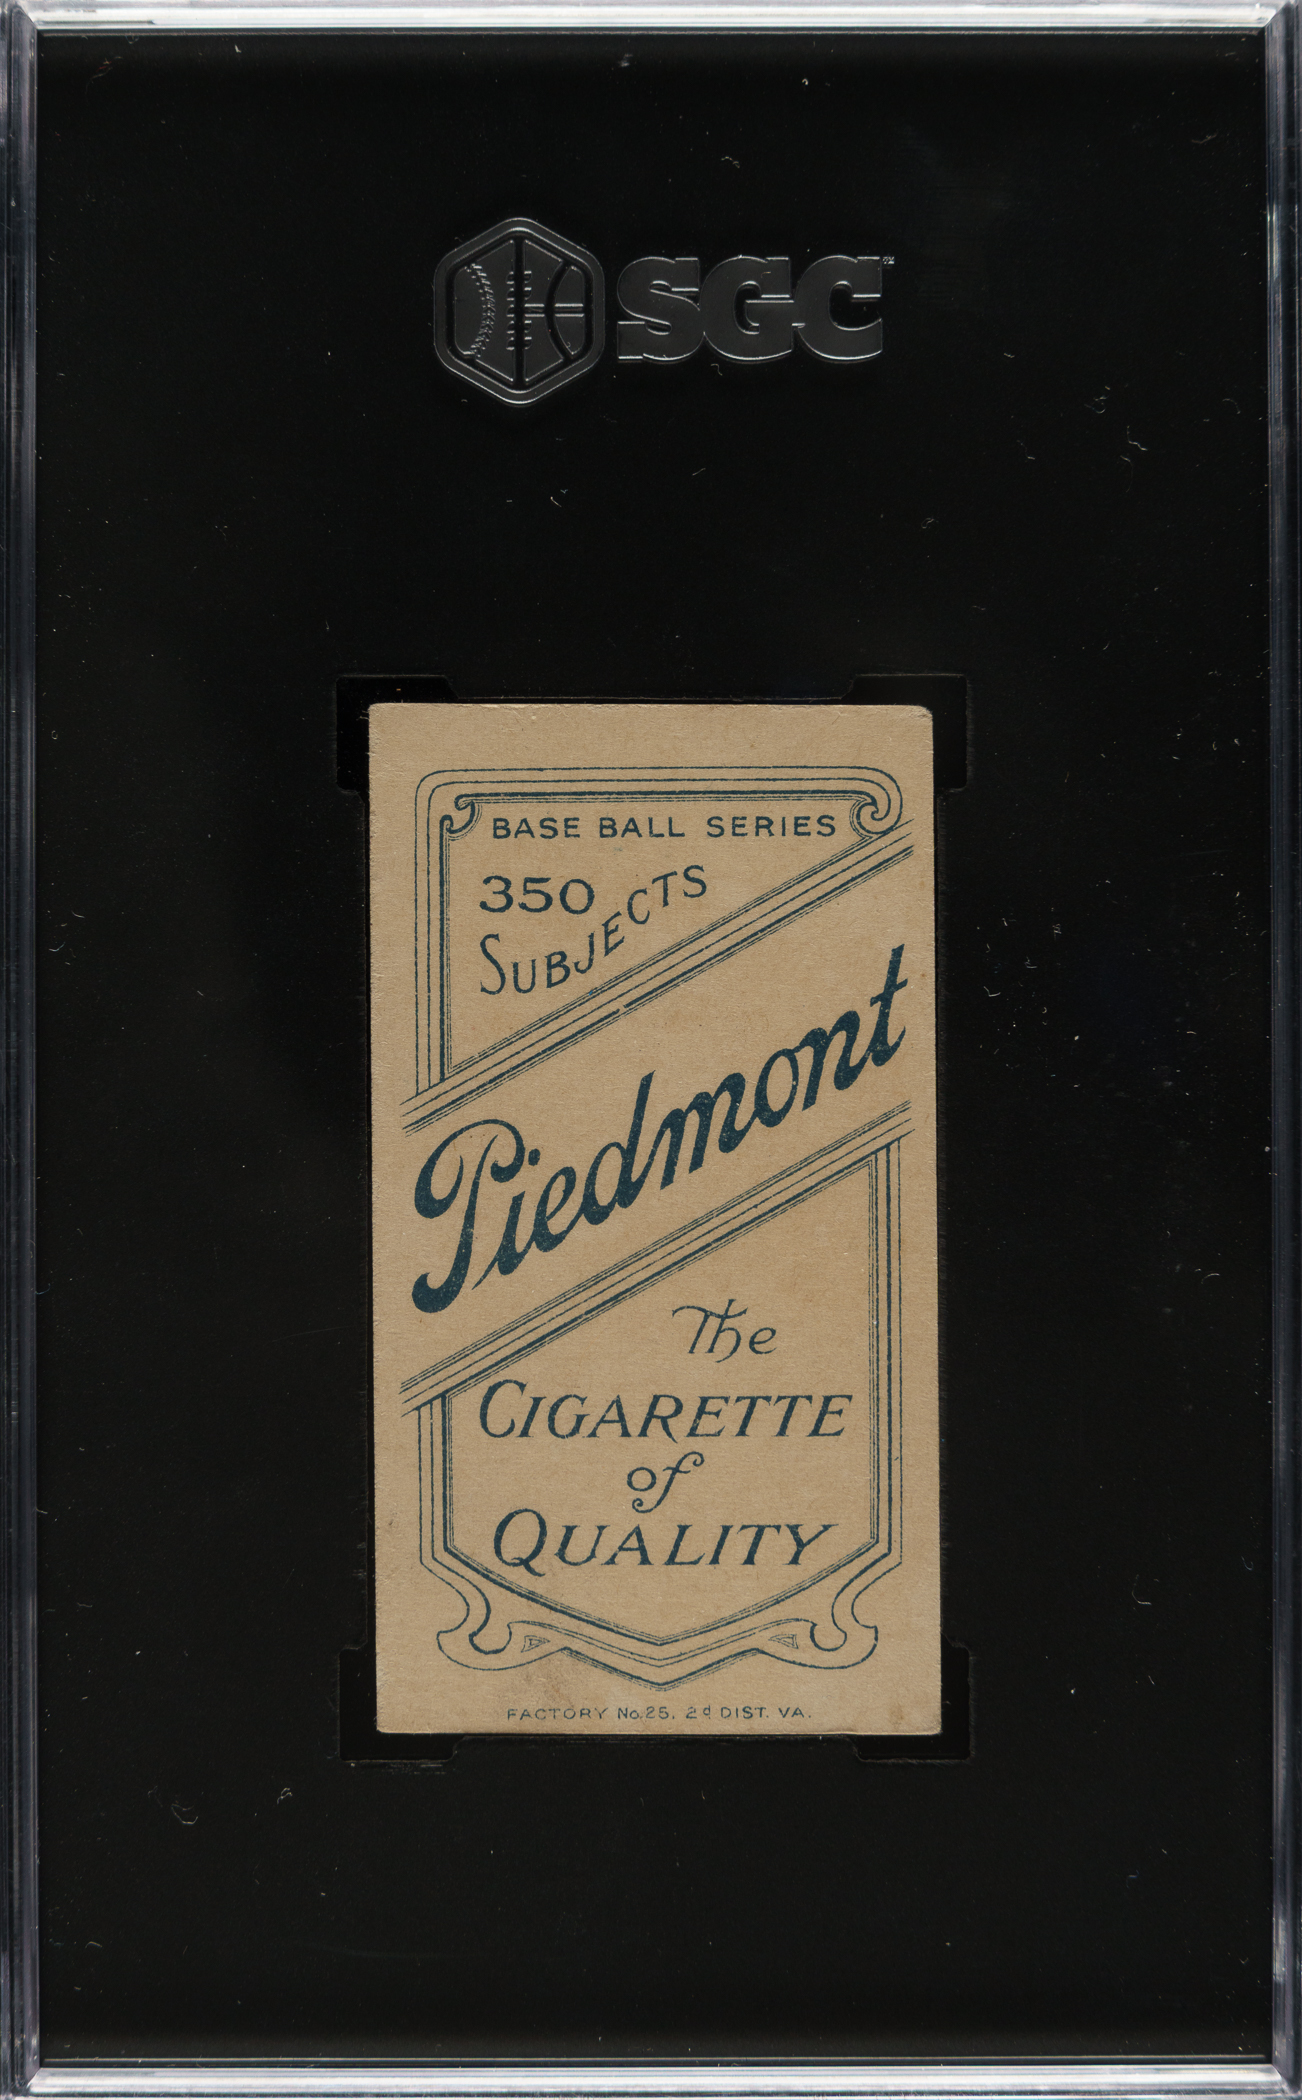 SGC
BASE BALL SERIES
350
SUBJECTS
Piedmont
The
CIGARETTE
of
QUALITY
FACTORY No. 25, 2d DIST. VA.